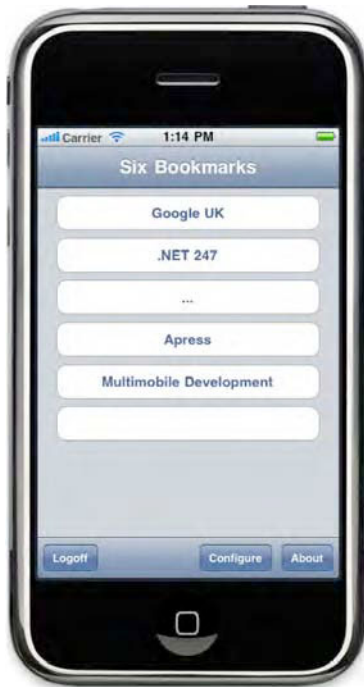 Carrier 1:14 PM
Six Bookmarks
Google UK
.NET 247
...
Apress
Multimobile Development
Logoff Configure About